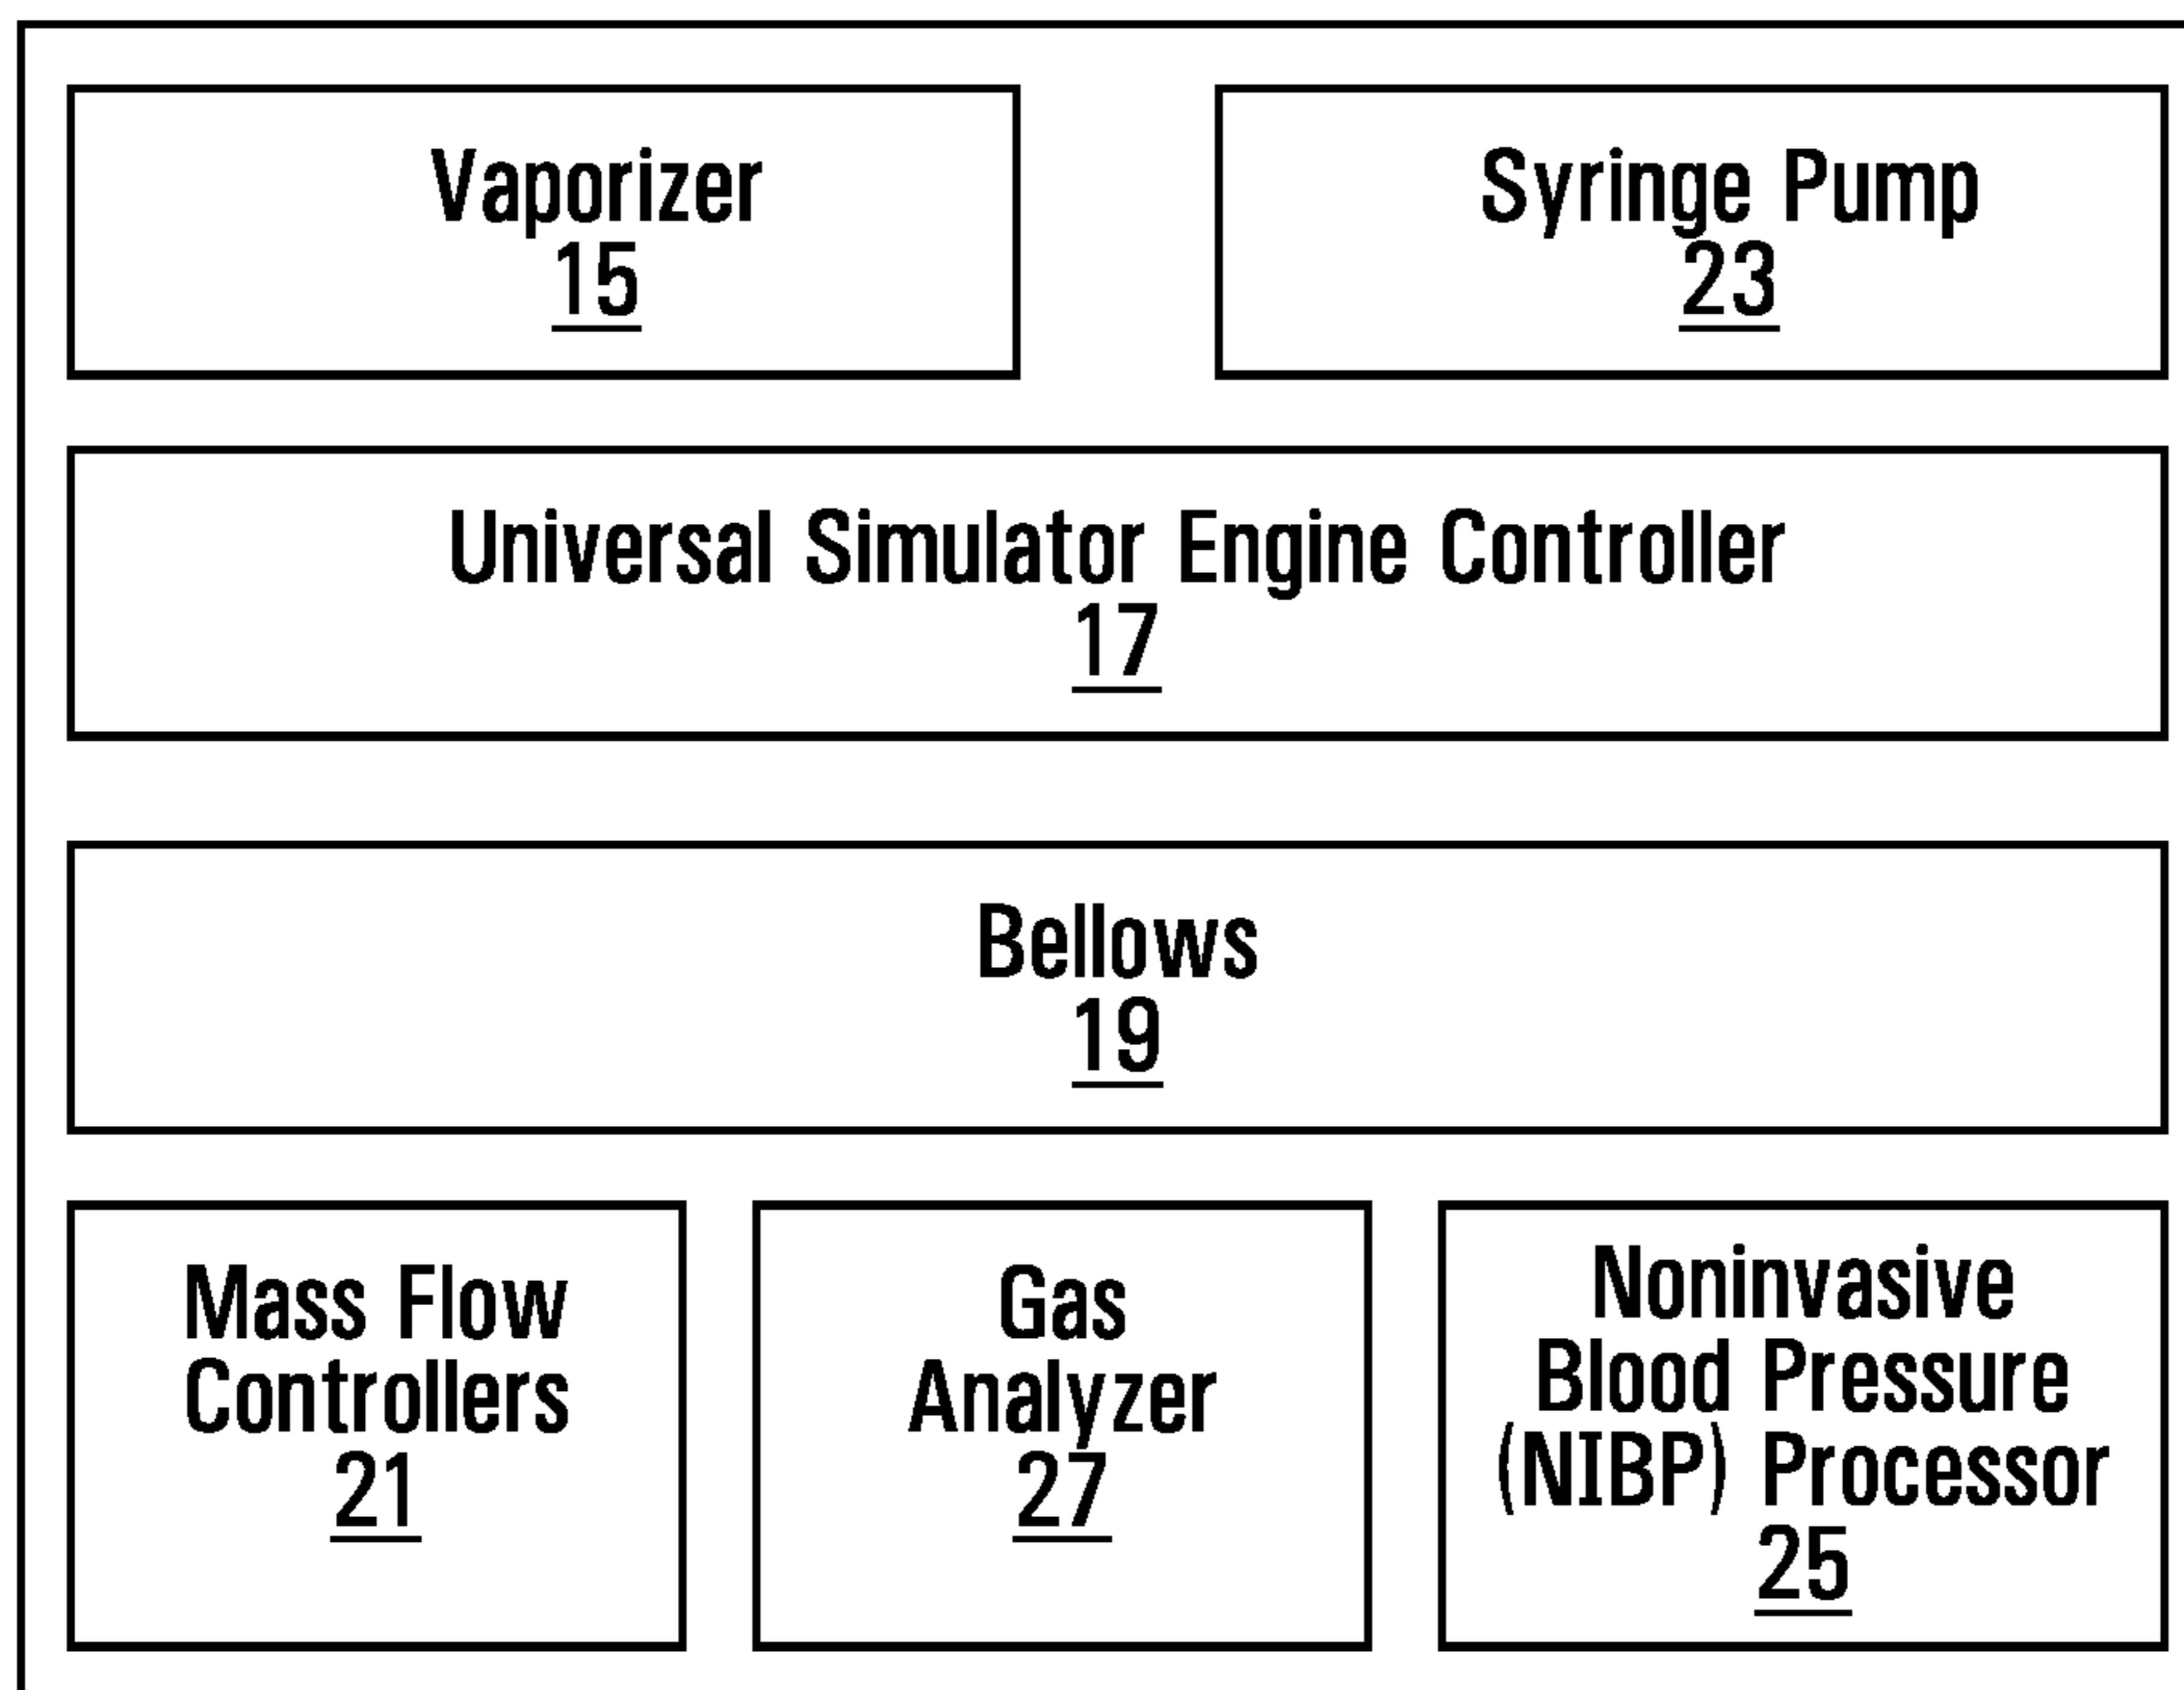 Vaporizer
15
Syringe Pump
23
Universal Simulator Engine Controller
17
Bellows
19
Mass Flow
Controllers
21
Gas
Analyzer
27
Noninvasive
Blood Pressure
(NIBP) Processor
25